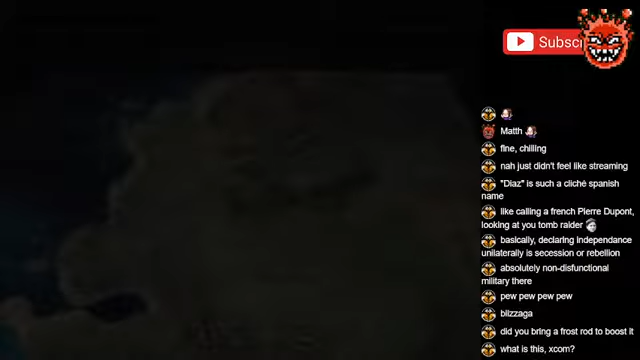 Subsc
Matth
fine, chilling
nah just didn't feel like streaming
"Diaz" is such a cliché spanish
name
like calling a french Pierre Dupont,
looking at you tomb raider
basically, declaring independance
unilaterally is secession or rebellion
absolutely non-disfunctional
military there
pew pew pew pew
blizzaga
did you bring a frost rod to boost it
what is this, xcom?